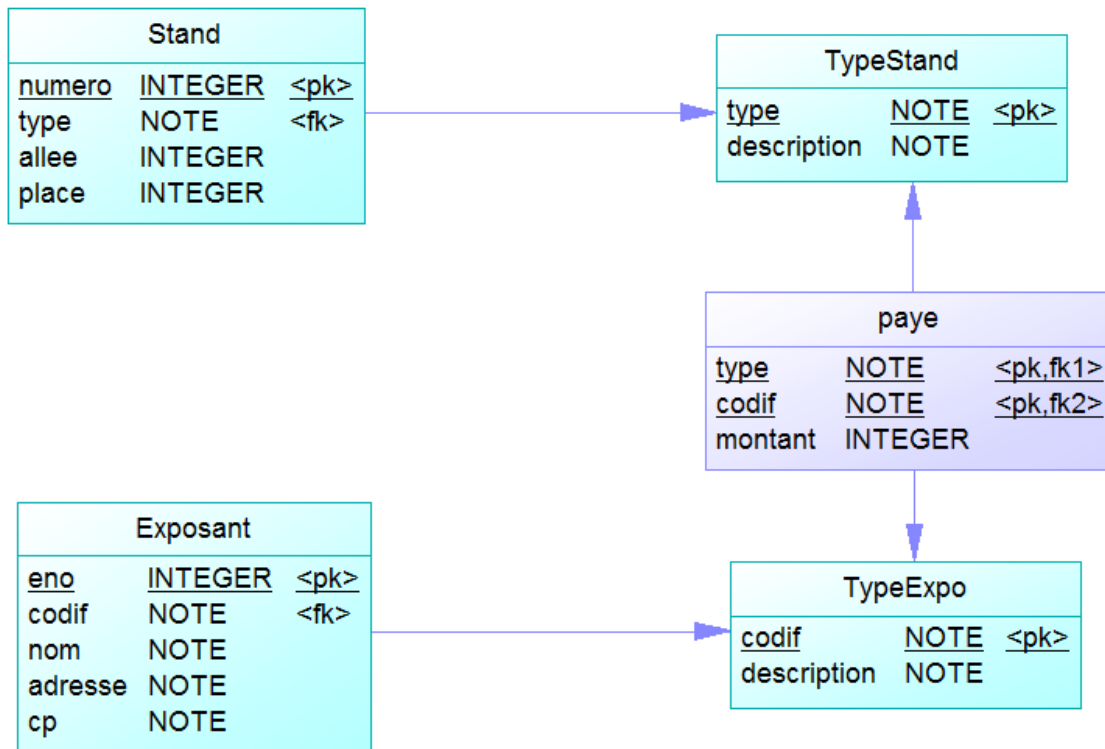 Stand
numero INTEGER <pk>
type NOTE <fk>
allee INTEGER
place INTEGER
TypeStand
type NOTE <pk>
description NOTE
paye
type NOTE <pk,fk1>
codif NOTE <pk,fk2>
montant INTEGER
Exposant
eno INTEGER <pk>
codif NOTE <fk>
nom NOTE
adresse NOTE
cp NOTE
TypeExpo
codif NOTE <pk>
description NOTE